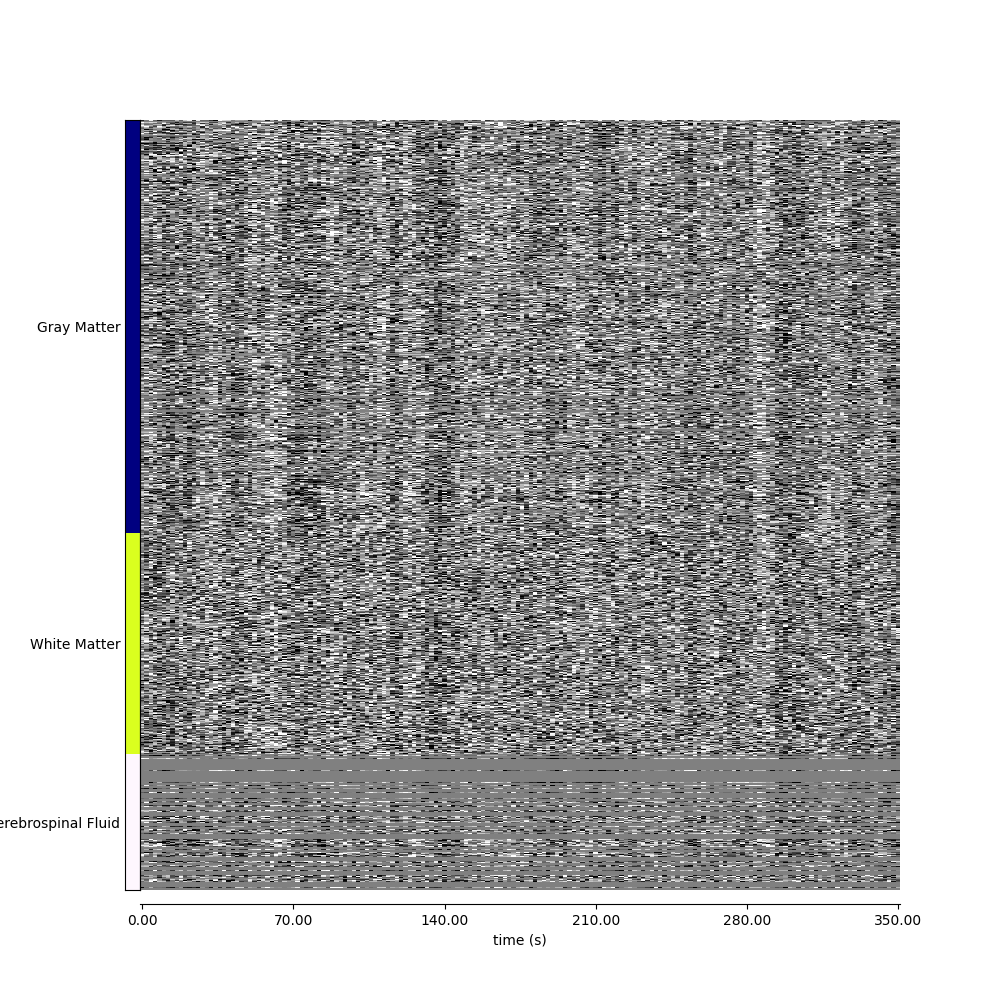 Gray Matter
White Matter
erebrospinal Fluid
0.00 70.00 140.00 210.00 280.00 350.00
time (s)